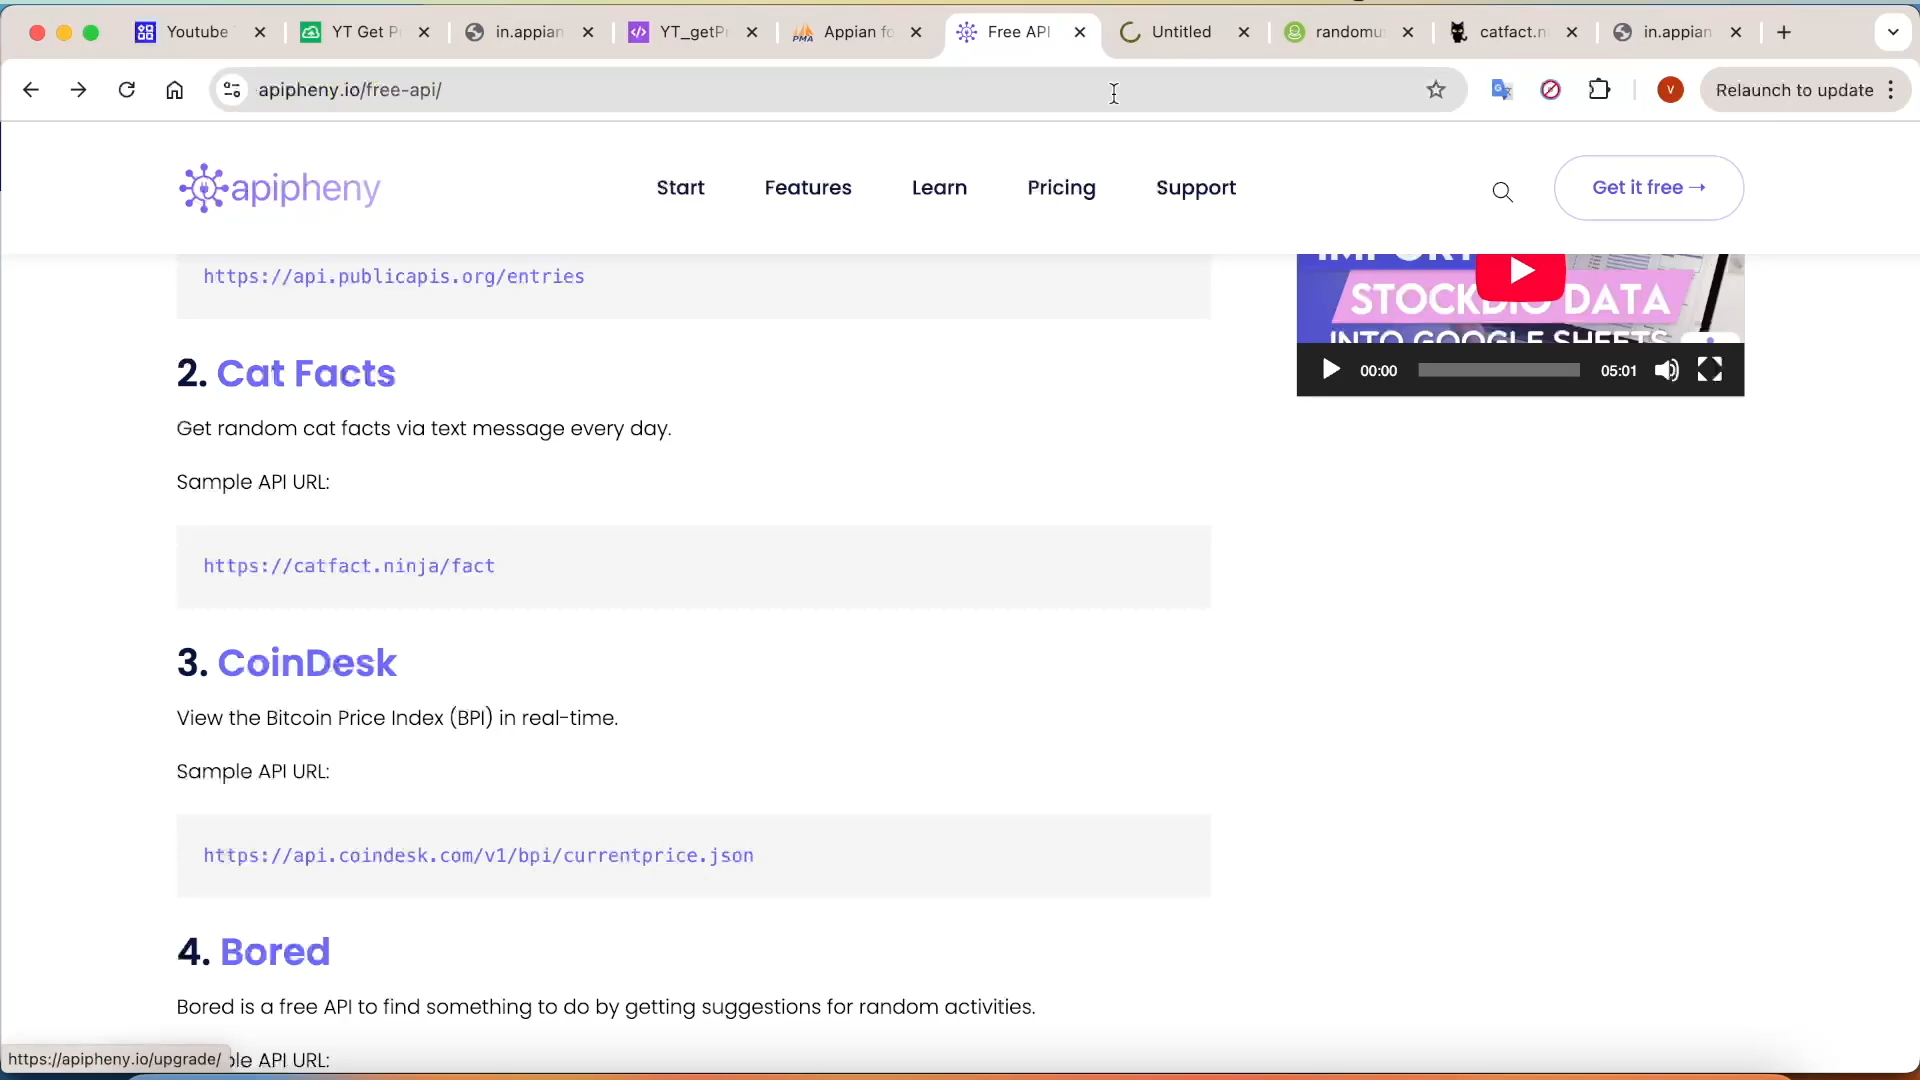 Youtube
YT Get P
in.appian
YT_getP
Appian fo
Free API
Untitled
randomu
catfact.n
in.appian
apipheny.io/free-api/
V
Relaunch to update
apipheny
Start
Features
Learn
Pricing
Support
Get it free →
https://api.publicapis.org/entries
STOCKDIO DATA
INTO GOOGLE SHEETS
00:00
05:01
2. Cat Facts
Get random cat facts via text message every day.
Sample API URL:
https://catfact.ninja/fact
3. CoinDesk
View the Bitcoin Price Index (BPI) in real-time.
Sample API URL:
https://api.coindesk.com/v1/bpi/currentprice.json
4. Bored
Bored is a free API to find something to do by getting suggestions for random activities.
https://apipheny.io/upgrade/
ple API URL: